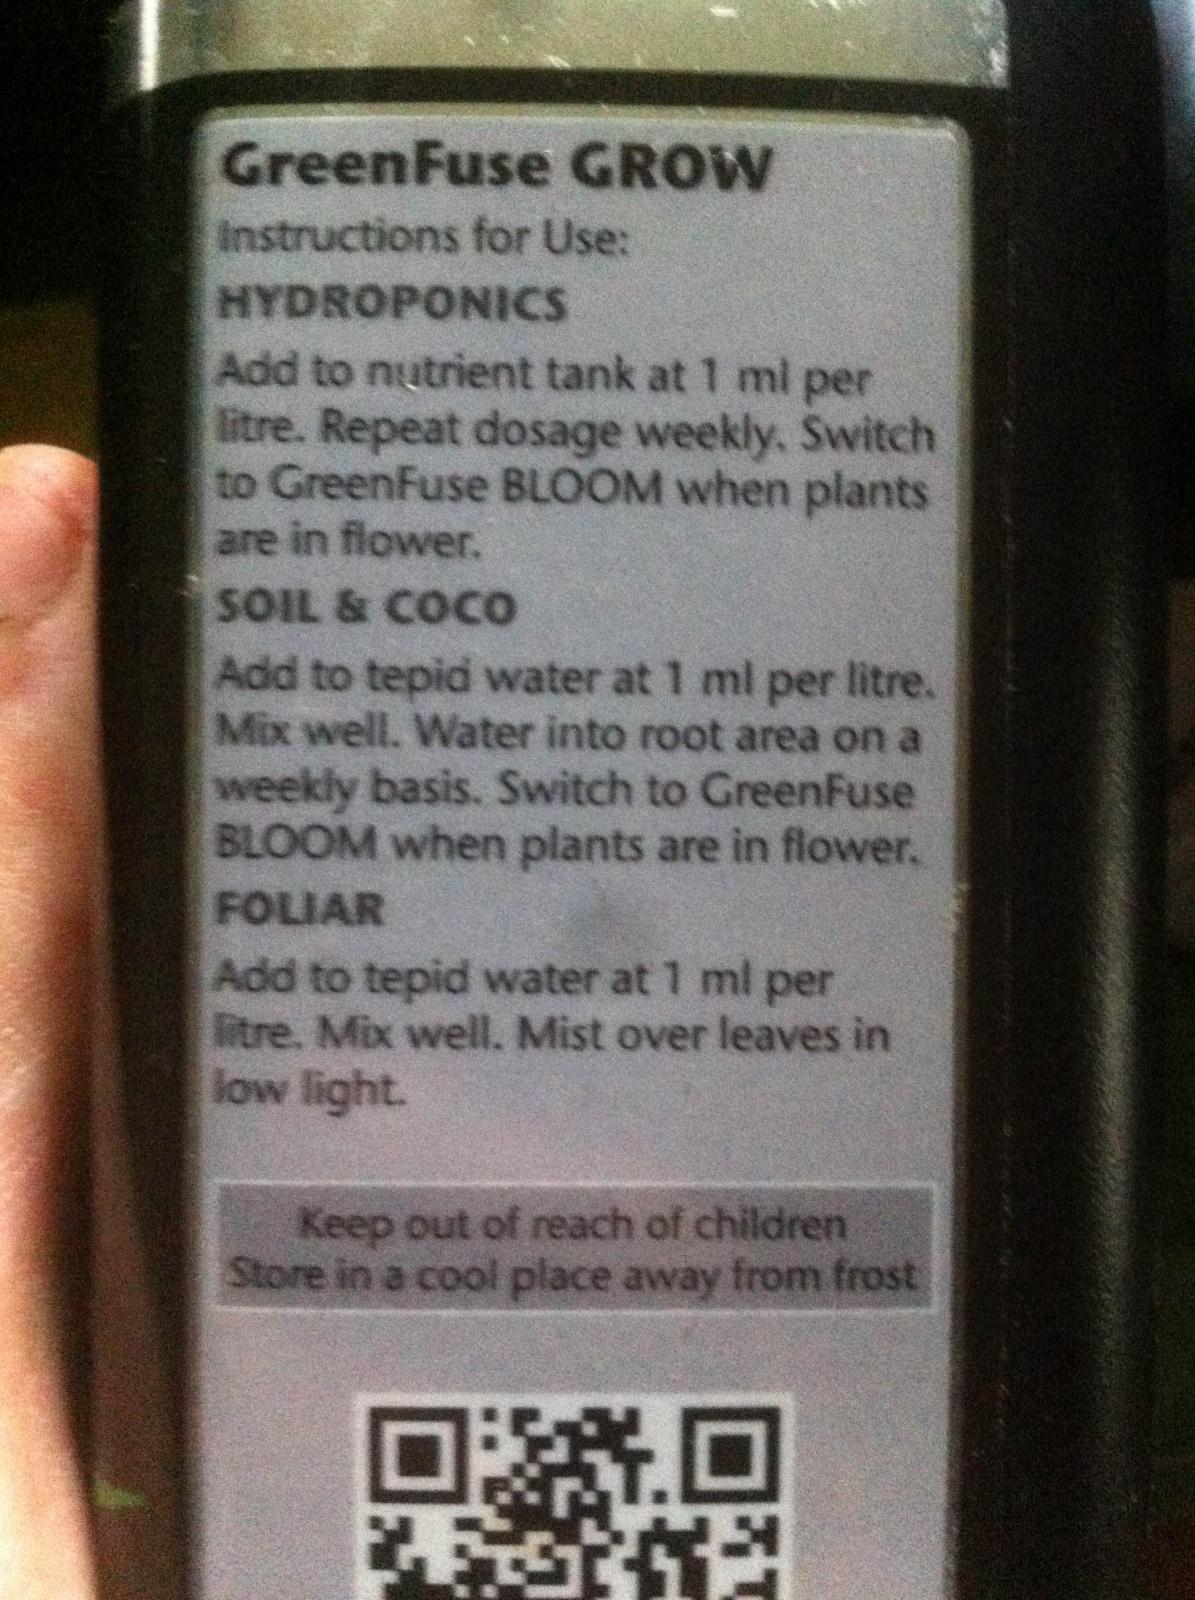 GreenFuse GROW
Instructions for Use:
HYDROPONICS
Add to nutrient tank at 1 ml per
litre. Repeat dosage weekly. Switch
to GreenFuse BLOOM when plants
are in flower.
SOIL & COCO
Add to tepid water at 1 ml per litre.
Mix well. Water into root area on a
weekly basis. Switch to GreenFuse
BLOOM when plants are in flower.
FOLIAR
Add to tepid water at 1 ml per
litre. Mix well. Mist over leaves in
low light.
Keep out of reach of children
Store in a cool place away from frost